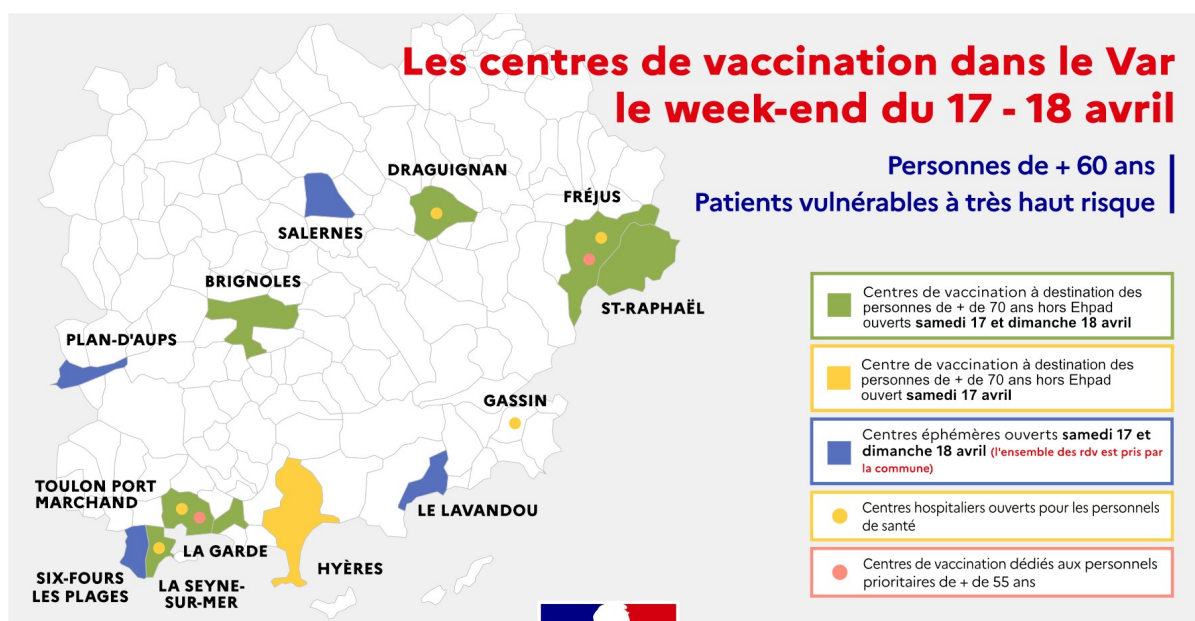 Les centres de vaccination dans le Var
le week-end du 17 - 18 avril
Personnes de + 60 ans
Patients vulnérables à très haut risque
DRAGUIGNAN
FRÉJUS
SALERNES
BRIGNOLES
ST-RAPHAËL
PLAN-D'AUPS
GASSIN
TOULON PORT
MARCHAND
LE LAVANDOU
LA GARDE
HYÈRES
SIX-FOURS
LES PLAGES
LA SEYNE-
SUR-MER
Centres de vaccination à destination des
personnes de + de 70 ans hors Ehpad
ouverts samedi 17 et dimanche 18 avril
Centre de vaccination à destination des
personnes de + de 70 ans hors Ehpad
ouvert samedi 17 avril
Centres éphémères ouverts samedi 17 et
dimanche 18 avril (l'ensemble des rdv est pris par
la commune)
Centres hospitaliers ouverts pour les personnels
de santé
Centres de vaccination dédiés aux personnels
prioritaires de + de 55 ans